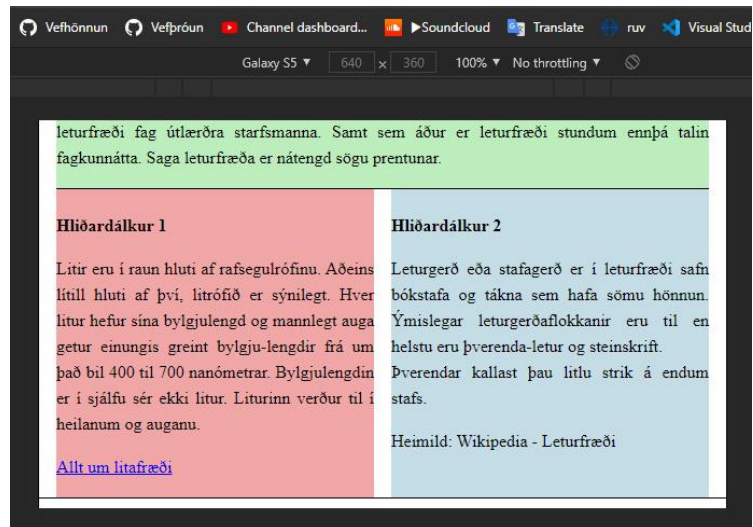 Vefhönnun Vefþróun Channel dashboard... ▶Soundcloud Translate ruv Visual Stud
Galaxy S5 ▼ 640 x 360 100% ▼ No throttling ▼
leturfræði fag útlærðra starfsmanna. Samt sem áður er leturfræði stundum ennþá talin
fagkunnátta. Saga leturfræða er nátengd sögu prentunar.
Hliðardálkur 1
Litir eru í raun hluti af rafsegulrófinu. Aðeins
lítill hluti af því, litrófið er sýnilegt. Hver
litur hefur sína bylgjulengd og mannlegt auga
getur einungis greint bylgju-lengdir frá um
það bil 400 til 700 nanómetrar. Bylgjulengdin
er í sjálfu sér ekki litur. Liturinn verður til í
heilanum og auganu.
Allt um litafræði
Hliðardálkur 2
Leturgerð eða stafagerð er í leturfræði safn
bókstafa og tákna sem hafa sömu hönnun.
Ýmislegar leturgerðaflokkanir eru til en
helstu eru þverenda-letur og steinskrift.
Þverendar kallast þau litlu strik á endum
stafs.
Heimild: Wikipedia - Leturfræði